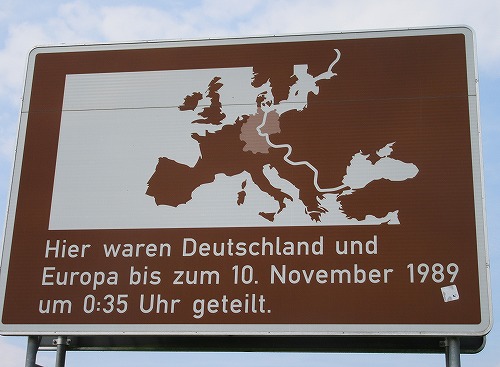 Hier waren Deutschland und
Europa bis zum 10. November 1989
um 0:35 Uhr geteilt.